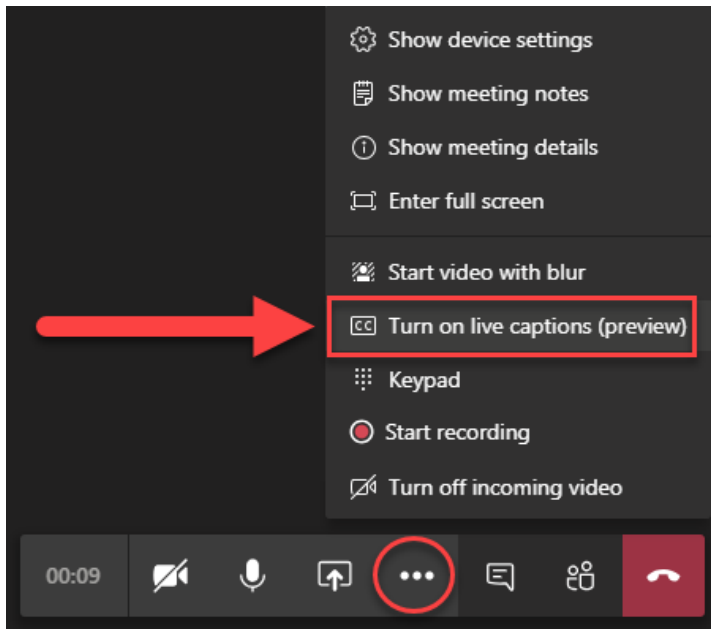 Show device settings
Show meeting notes
Show meeting details
Enter full screen
Start video with blur
CC Turn on live captions (preview)
Keypad
Start recording
Turn off incoming video
00:09